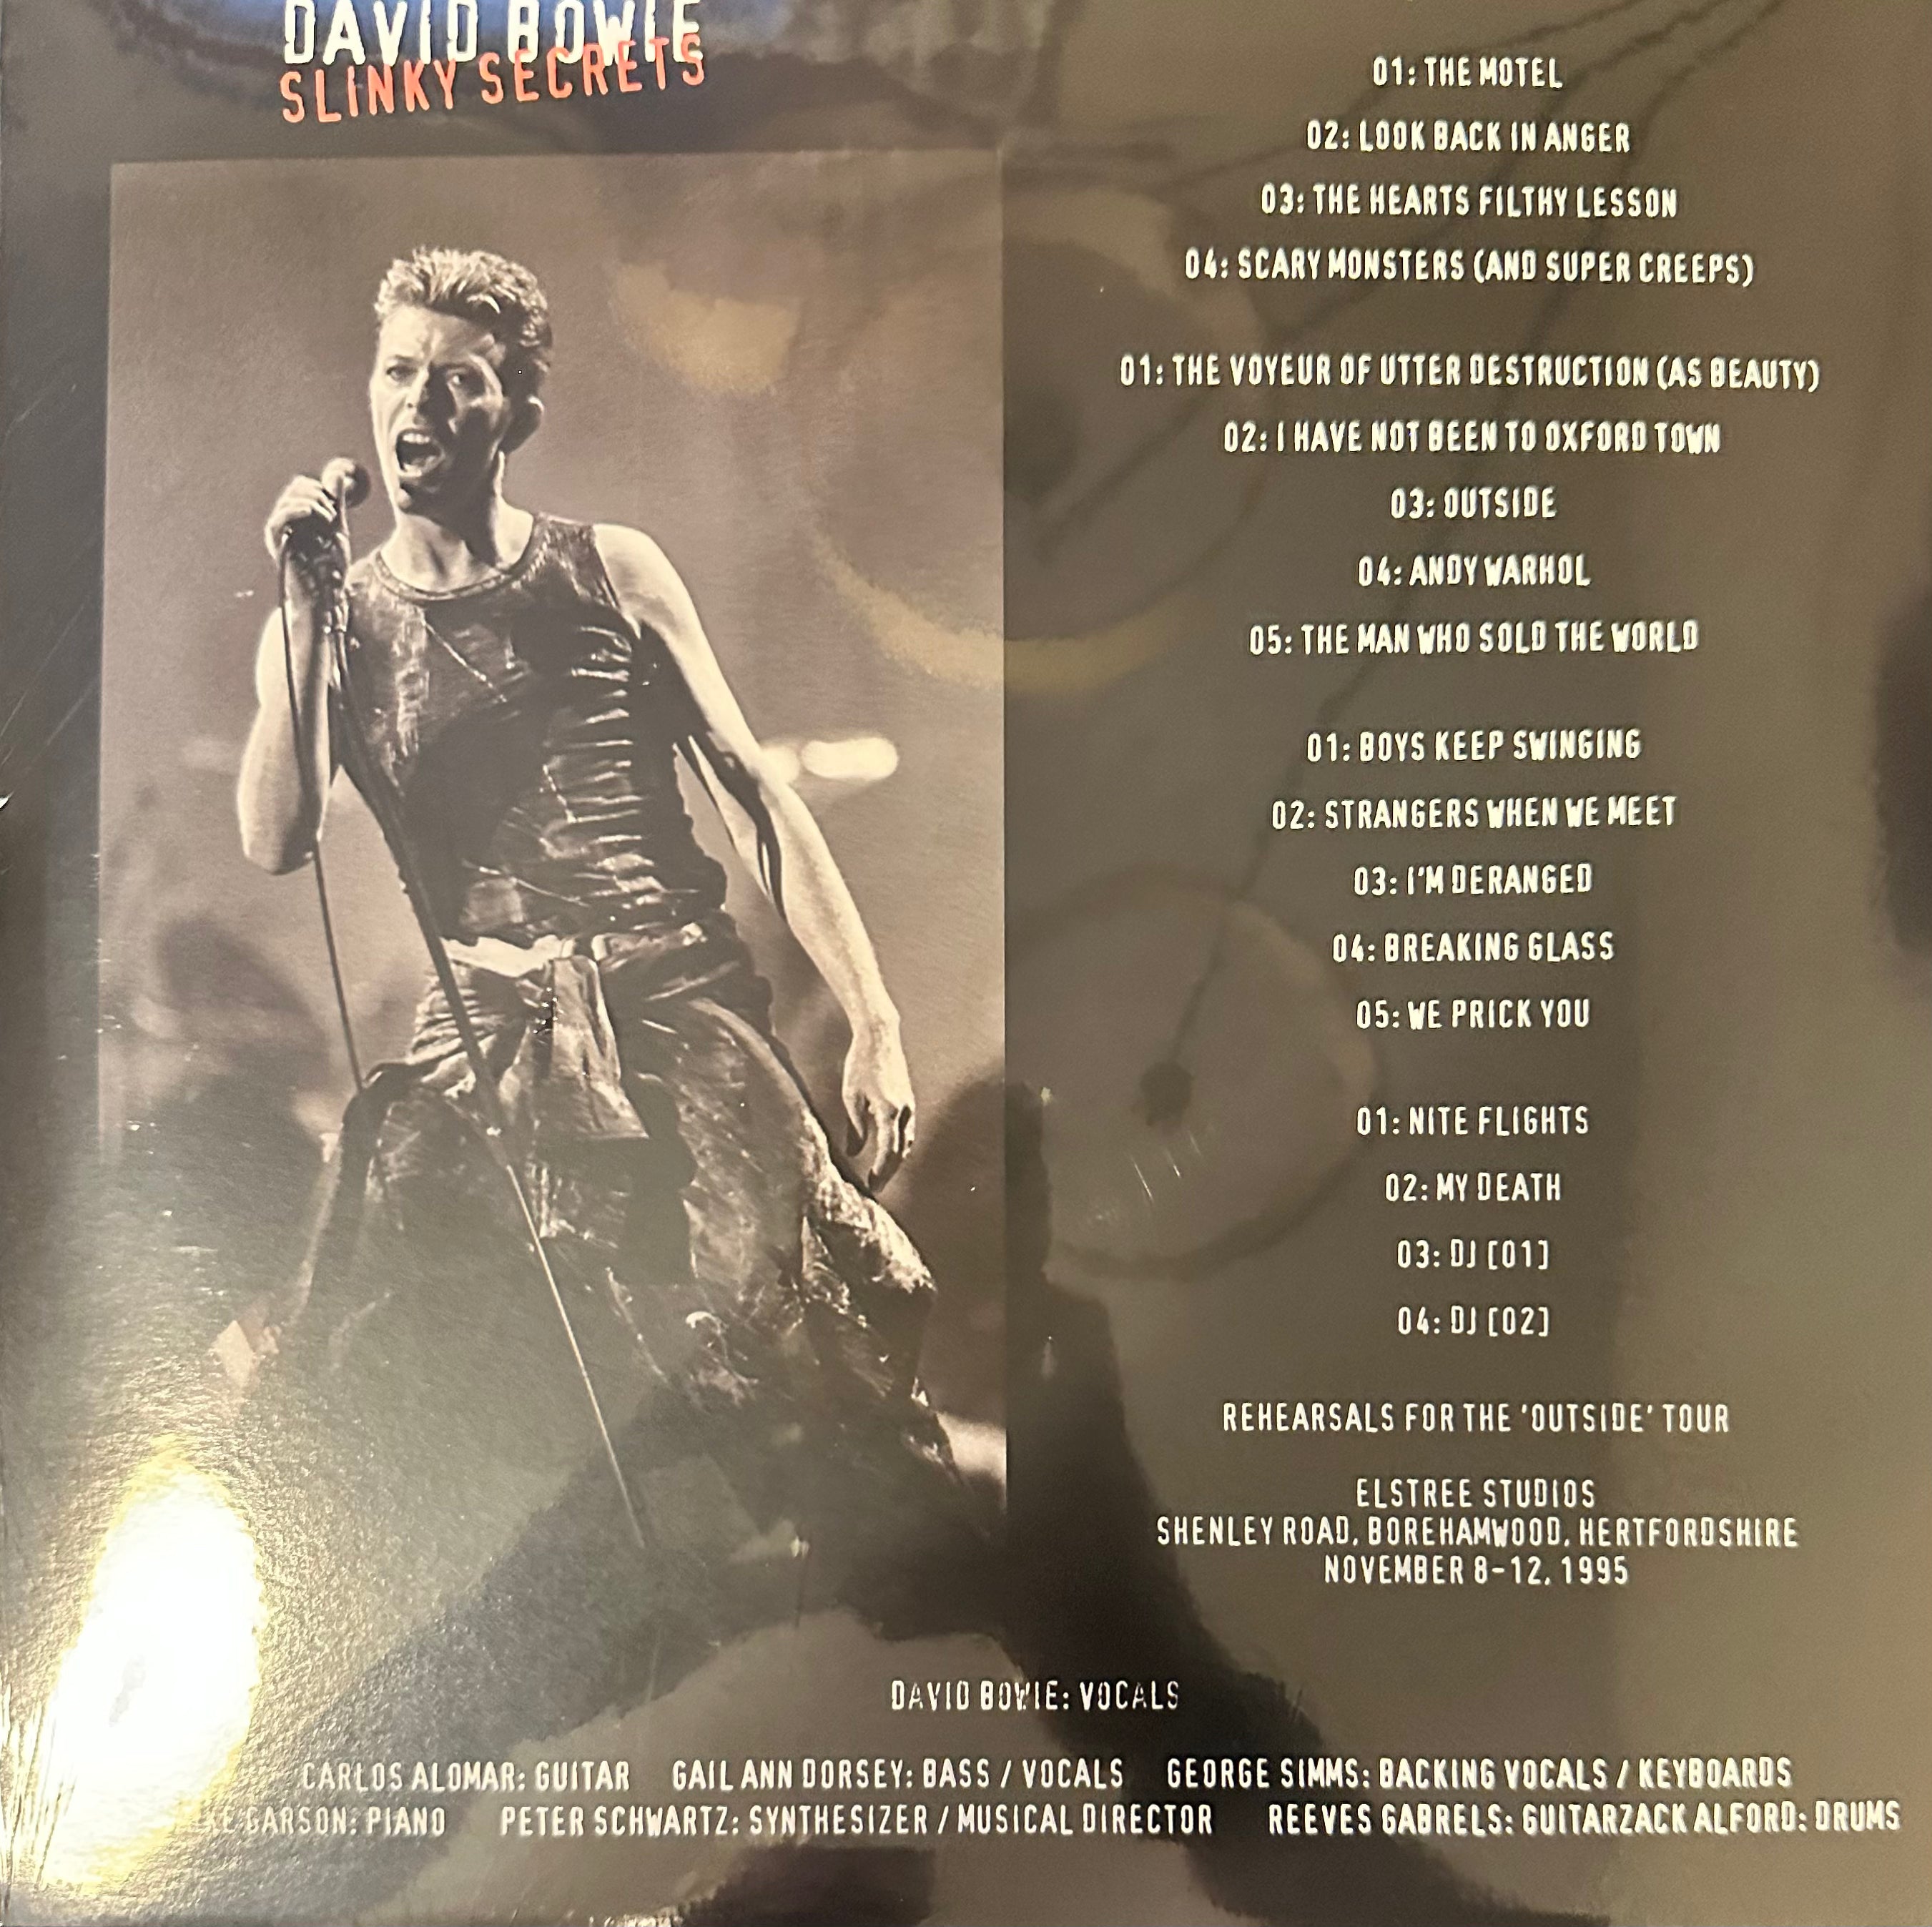 DAVID BOWIE
SLINKY SECRETS
01: THE MOTEL
02: LOOK BACK IN ANGER
03: THE HEARTS FILTHY LESSON
04: SCARY MONSTERS (AND SUPER CREEPS)
01: THE VOYEUR OF UTTER DESTRUCTION (AS BEAUTY)
02: I HAVE NOT BEEN TO OXFORD TOWN
03: OUTSIDE
04: ANDY WARHOL
05: THE MAN WHO SOLD THE WORLD
01: BOYS KEEP SWINGING
02: STRANGERS WHEN WE MEET
03: I'M DERANGED
04: BREAKING GLASS
05: WE PRICK YOU
01: NITE FLIGHTS
02: MY DEATH
03: DJ [01]
04: DJ [02]
REHEARSALS FOR THE 'OUTSIDE' TOUR
ELSTREE STUDIOS
SHENLEY ROAD, BOREHAMWOOD, HERTFORDSHIRE
NOVEMBER 8-12, 1995
DAVID BOWIE: VOCALS
CARLOS ALOMAR: GUITAR GAIL ANN DORSEY: BASS / VOCALS GEORGE SIMMS: BACKING VOCALS / KEYBOARDS
GARSON: PIANO PETER SCHWARTZ: SYNTHESIZER / MUSICAL DIRECTOR REEVES GABRELS: GUITARZACK ALFORD: DRUMS